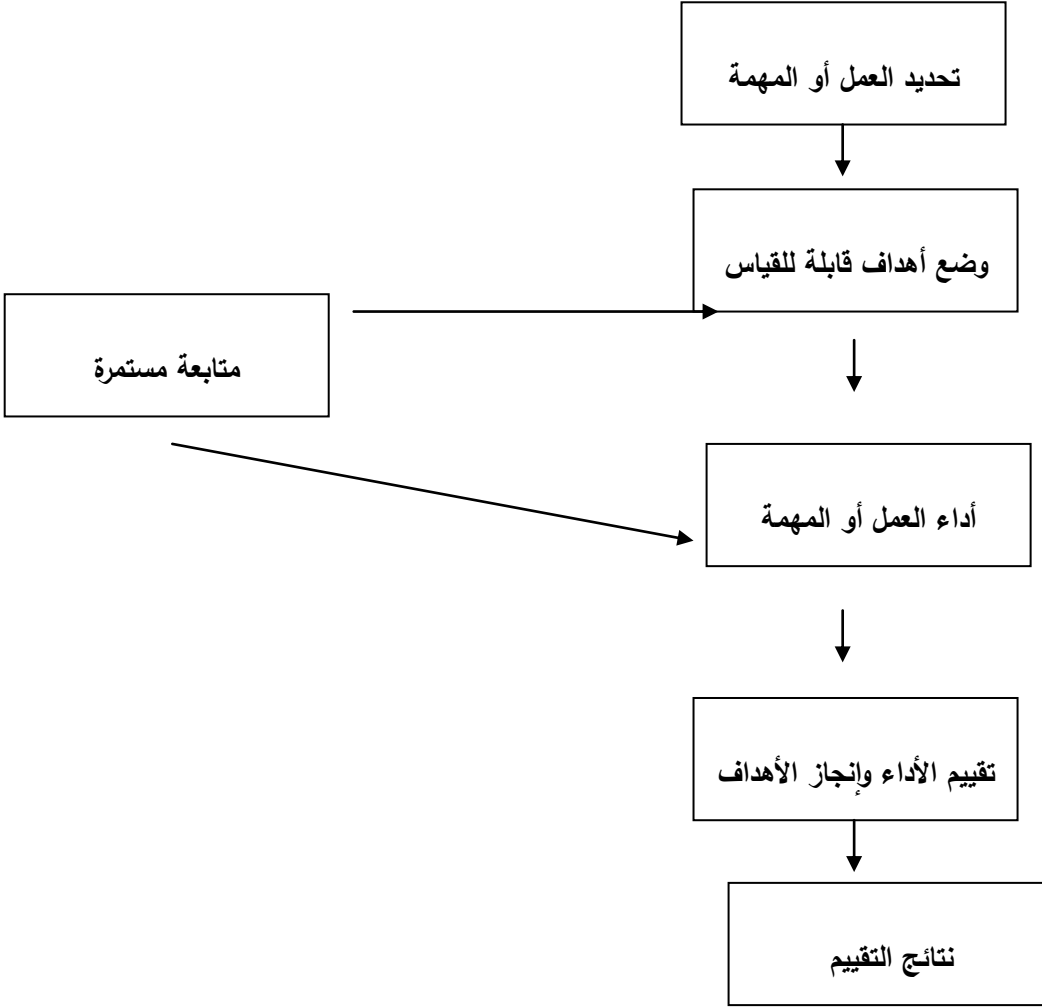 تحديد العمل أو المهمة
وضع أهداف قابلة للقياس
متابعة مستمرة
أداء العمل أو المهمة
تقييم الأداء وإنجاز الأهداف
نتائج التقييم